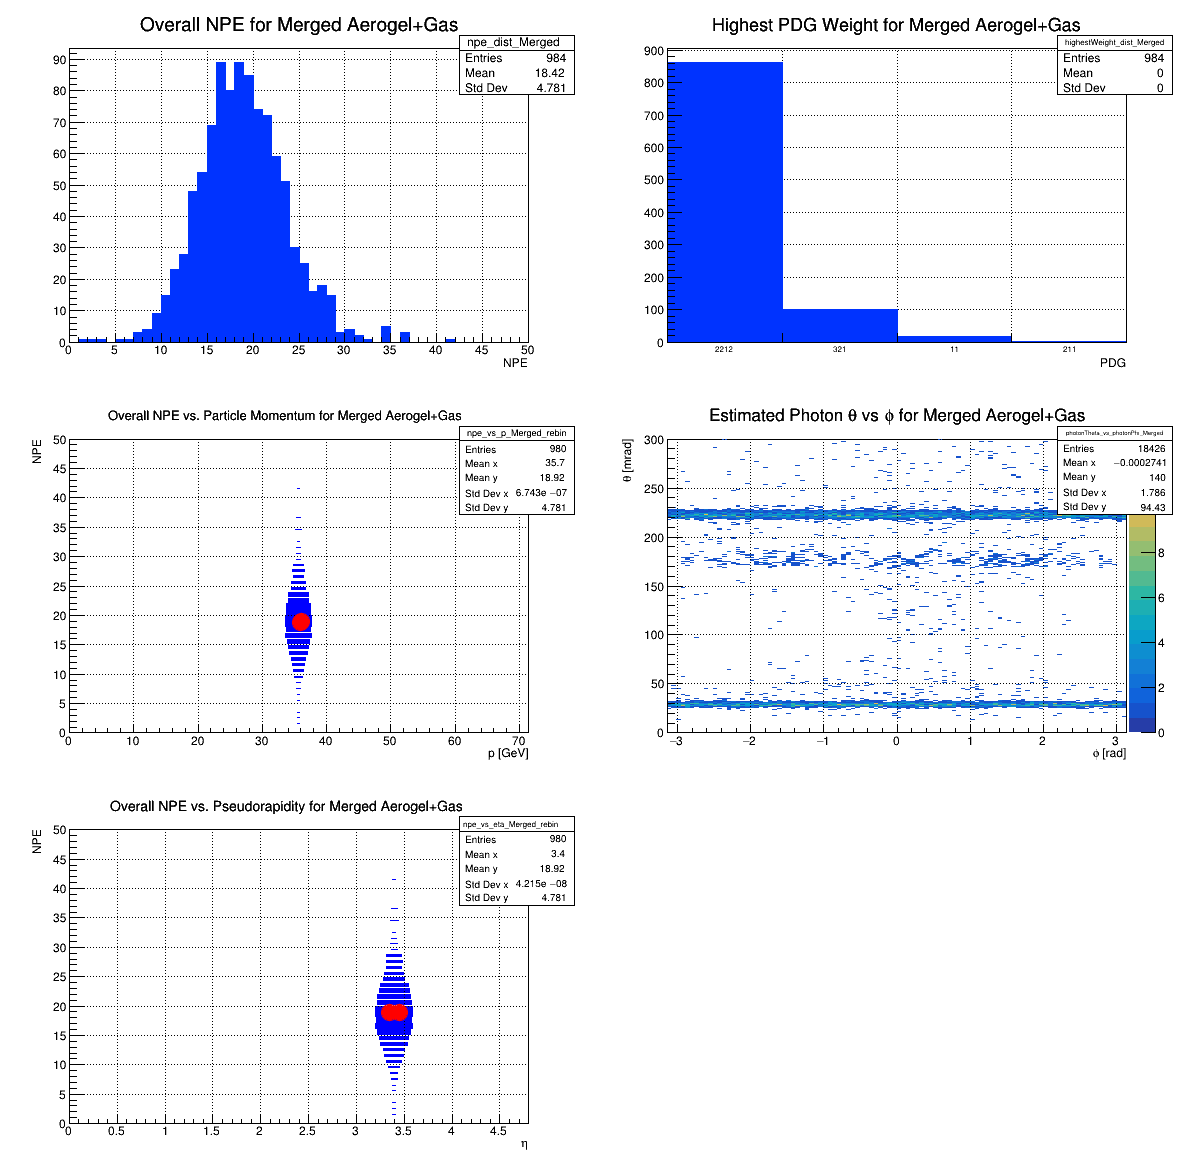 Overall NPE for Merged Aerogel+Gas
npe_dist_Merged
Entries 984
Mean 18.42
Std Dev 4.781
90
80
70
60
50
40
30
20
10
0
0 5 10 15 20 25 30 35 40 45 50
NPE
Highest PDG Weight for Merged Aerogel+Gas
highestWeight_dist_Merged
Entries 984
Mean 0
Std Dev 0
900
800
700
600
500
400
300
200
100
0
2212 321 11 211
PDG
Overall NPE vs. Particle Momentum for Merged Aerogel+Gas
npe_vs_p_Merged_rebin
Entries 980
Mean x 35.7
Mean y 18.92
Std Dev x 6.743e −07
Std Dev y 4.781
NPE
50
45
40
35
30
25
20
15
10
5
0
0 10 20 30 40 50 60 70
p [GeV]
Estimated Photon θ vs ϕ for Merged Aerogel+Gas
photonTheta_vs_photonPhi_Merged
Entries 18426
Mean x −0.0002741
Mean y 140
Std Dev x 1.786
Std Dev y 94.43
θ [mrad]
300
250
200
150
100
50
0
−3 −2 −1 0 1 2 3
ϕ [rad]
8
6
4
2
0
Overall NPE vs. Pseudorapidity for Merged Aerogel+Gas
npe_vs_eta_Merged_rebin
Entries 980
Mean x 3.4
Mean y 18.92
Std Dev x 4.215e −08
Std Dev y 4.781
NPE
50
45
40
35
30
25
20
15
10
5
0
0 0.5 1 1.5 2 2.5 3 3.5 4 4.5
η